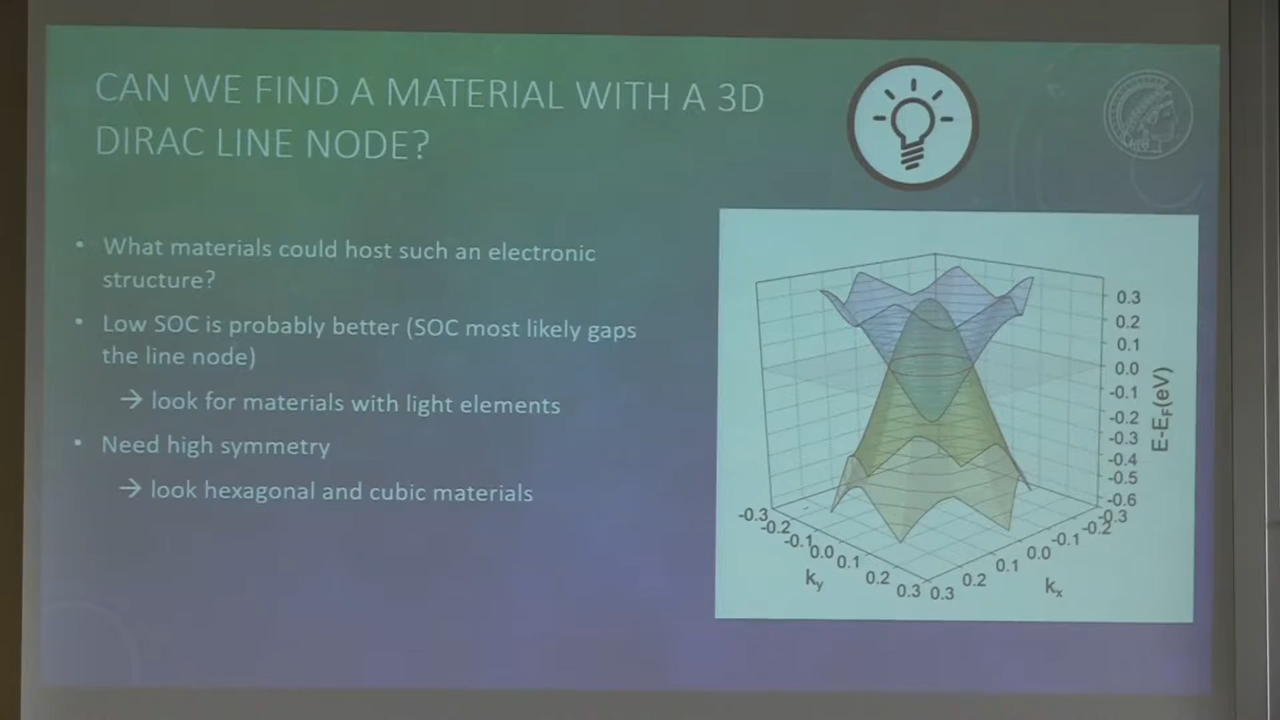 CAN WE FIND A MATERIAL WITH A 3D
DIRAC LINE NODE?
• What materials could host such an electronic
structure?
• Low SOC is probably better (SOC most likely gaps
the line node)
→ look for materials with light elements
• Need high symmetry
→ look hexagonal and cubic materials
0.3
0.2
0.1
0.0
-0.1
-0.2
-0.3
-0.4
-0.5
-0.6
E-EF(eV)
-0.3
-0.2
-0.1
0.0
0.1
0.2
0.3
ky
0.3
0.2
0.1
0.0
-0.1
-0.2
-0.3
kx